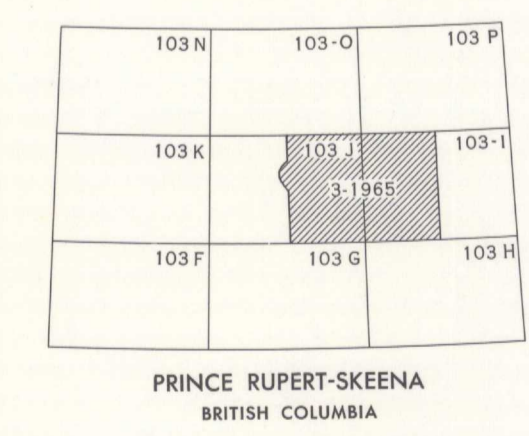 103 N 103-O 103 P
103 K 103 J 103-I
3-1965
103 F 103 G 103 H
PRINCE RUPERT-SKEENA
BRITISH COLUMBIA